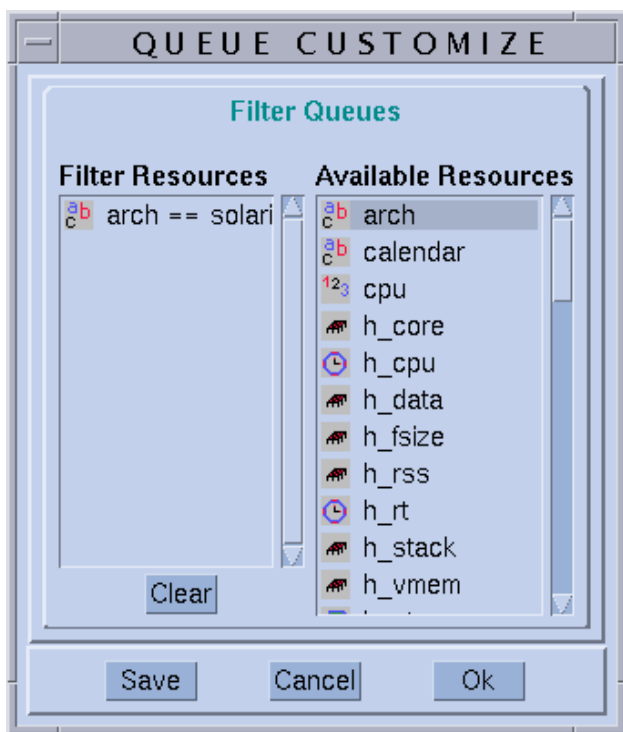 QUEUE CUSTOMIZE
Filter Queues
Filter Resources
arch == solari
Clear
Available Resources
arch
calendar
cpu
h_core
h_cpu
h_data
h_fsize
h_rss
h_rt
h_stack
h_vmem
Save
Cancel
Ok